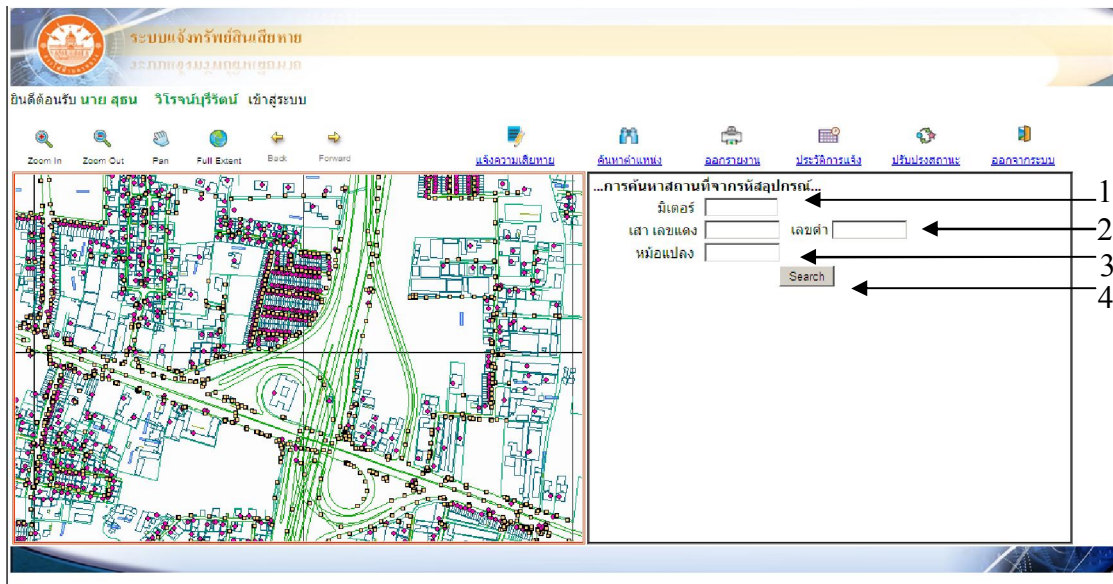 ระบบแจ้งทรัพย์สินเสียหาย
ยินดีต้อนรับ นาย สุธน วิโรจน์บุรีรัตน์ เข้าสู่ระบบ
Zoom In Zoom Out Pan Full Extent Back Forward แจ้งความเสียหาย ค้นหาตำแหน่ง ออกรายงาน ประวัติการแจ้ง ปรับปรุงสถานะ ออกจากระบบ
...การค้นหาสถานที่จากรหัสอุปกรณ์...
มิเตอร์ 1
เสา เลขแดง เลขดำ 2
หม้อแปลง 3
Search 4